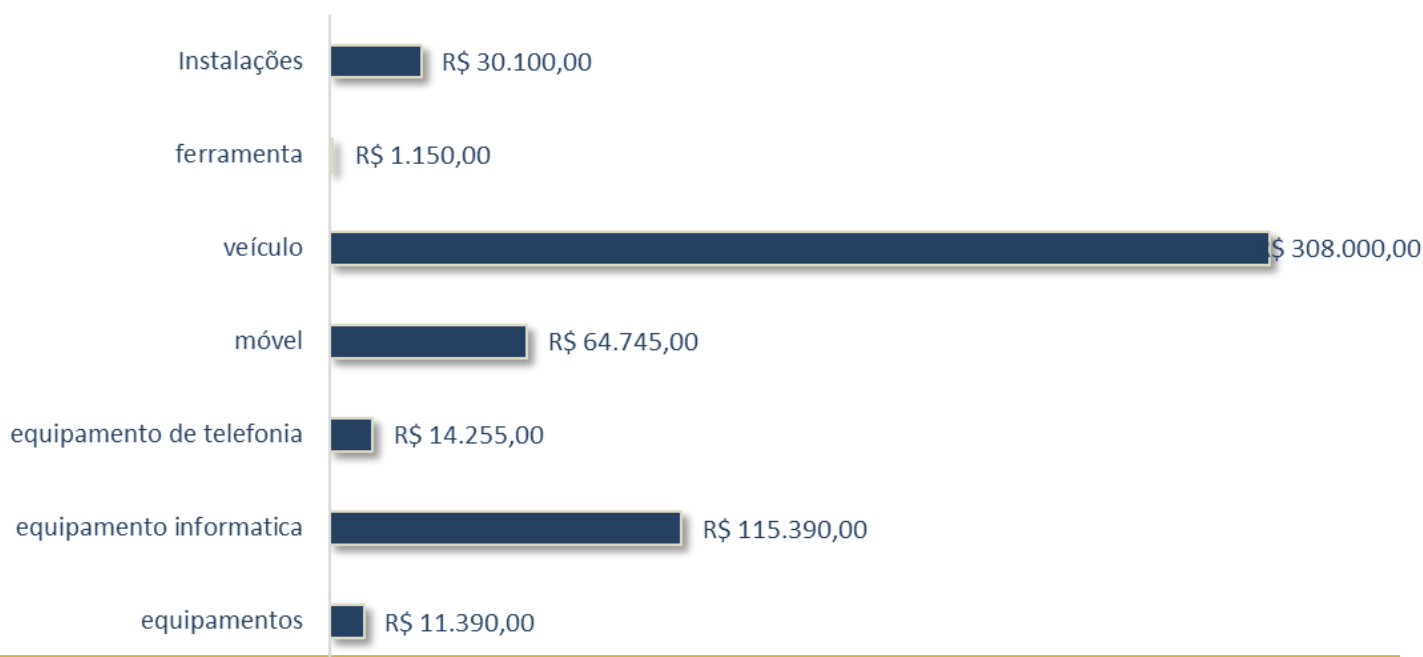 Instalações R$ 30.100,00
ferramenta R$ 1.150,00
veículo R$ 308.000,00
móvel R$ 64.745,00
equipamento de telefonia R$ 14.255,00
equipamento informatica R$ 115.390,00
equipamentos R$ 11.390,00